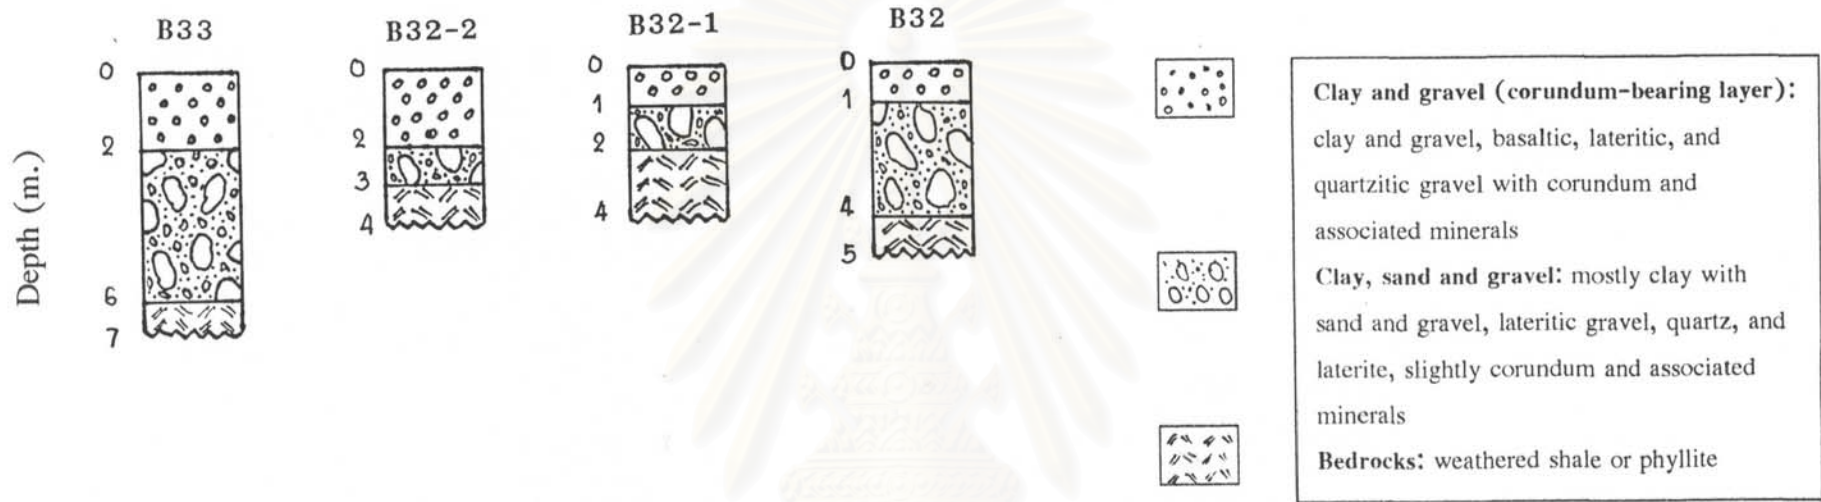 B33
B32-2
B32-1
B32
Depth (m.)
0
2
6
7
0
2
3
4
0
1
2
4
0
1
4
5
Clay and gravel (corundum-bearing layer):
clay and gravel, basaltic, lateritic, and
quartzitic gravel with corundum and
associated minerals
Clay, sand and gravel: mostly clay with
sand and gravel, lateritic gravel, quartz, and
laterite, slightly corundum and associated
minerals
Bedrocks: weathered shale or phyllite